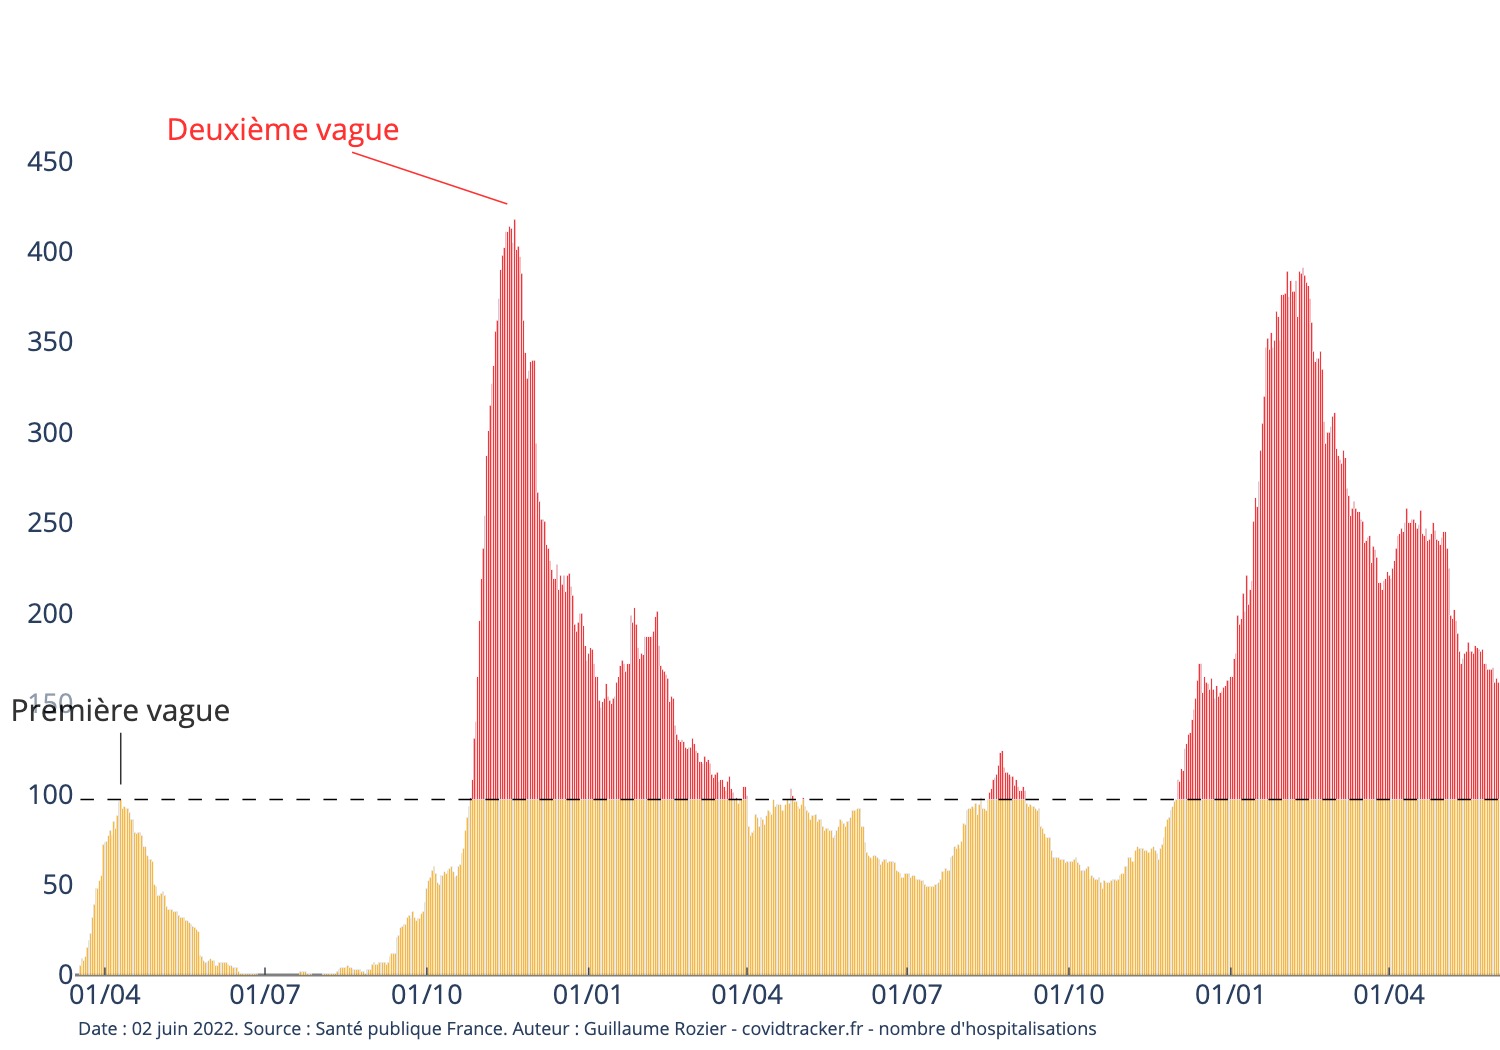 Deuxième vague
450
400
350
300
250
200
150
Première vague
100
50
0
01/04 01/07 01/10 01/01 01/04 01/07 01/10 01/01 01/04
Date : 02 juin 2022. Source : Santé publique France. Auteur : Guillaume Rozier - covidtracker.fr - nombre d'hospitalisations